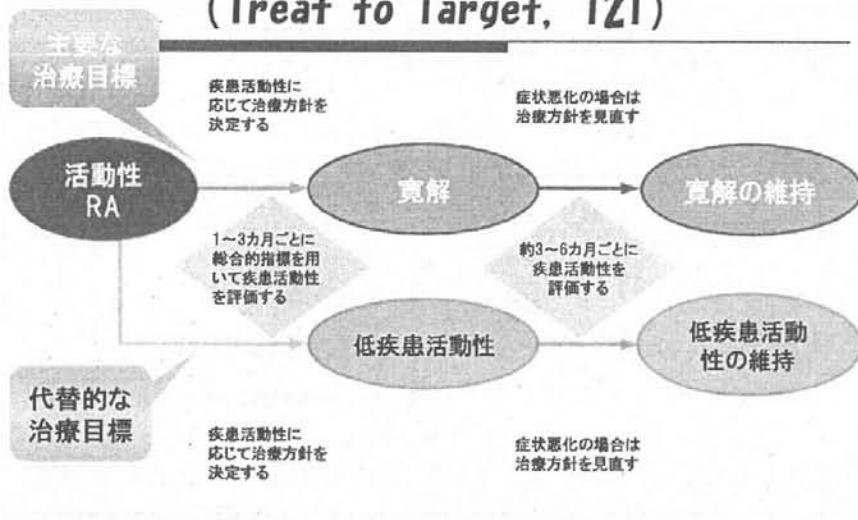 (Treat to Target, T2T)
主要な
治療目標
疾患活動性に
応じて治療方針を
決定する
症状悪化の場合は
治療方針を見直す
活動性
RA
寛解
寛解の維持
1～3カ月ごとに
総合的指標を用
いて疾患活動性
を評価する
約3～6カ月ごとに
疾患活動性を
評価する
低疾患活動性
低疾患活動
性の維持
代替的な
治療目標
疾患活動性に
応じて治療方針を
決定する
症状悪化の場合は
治療方針を見直す